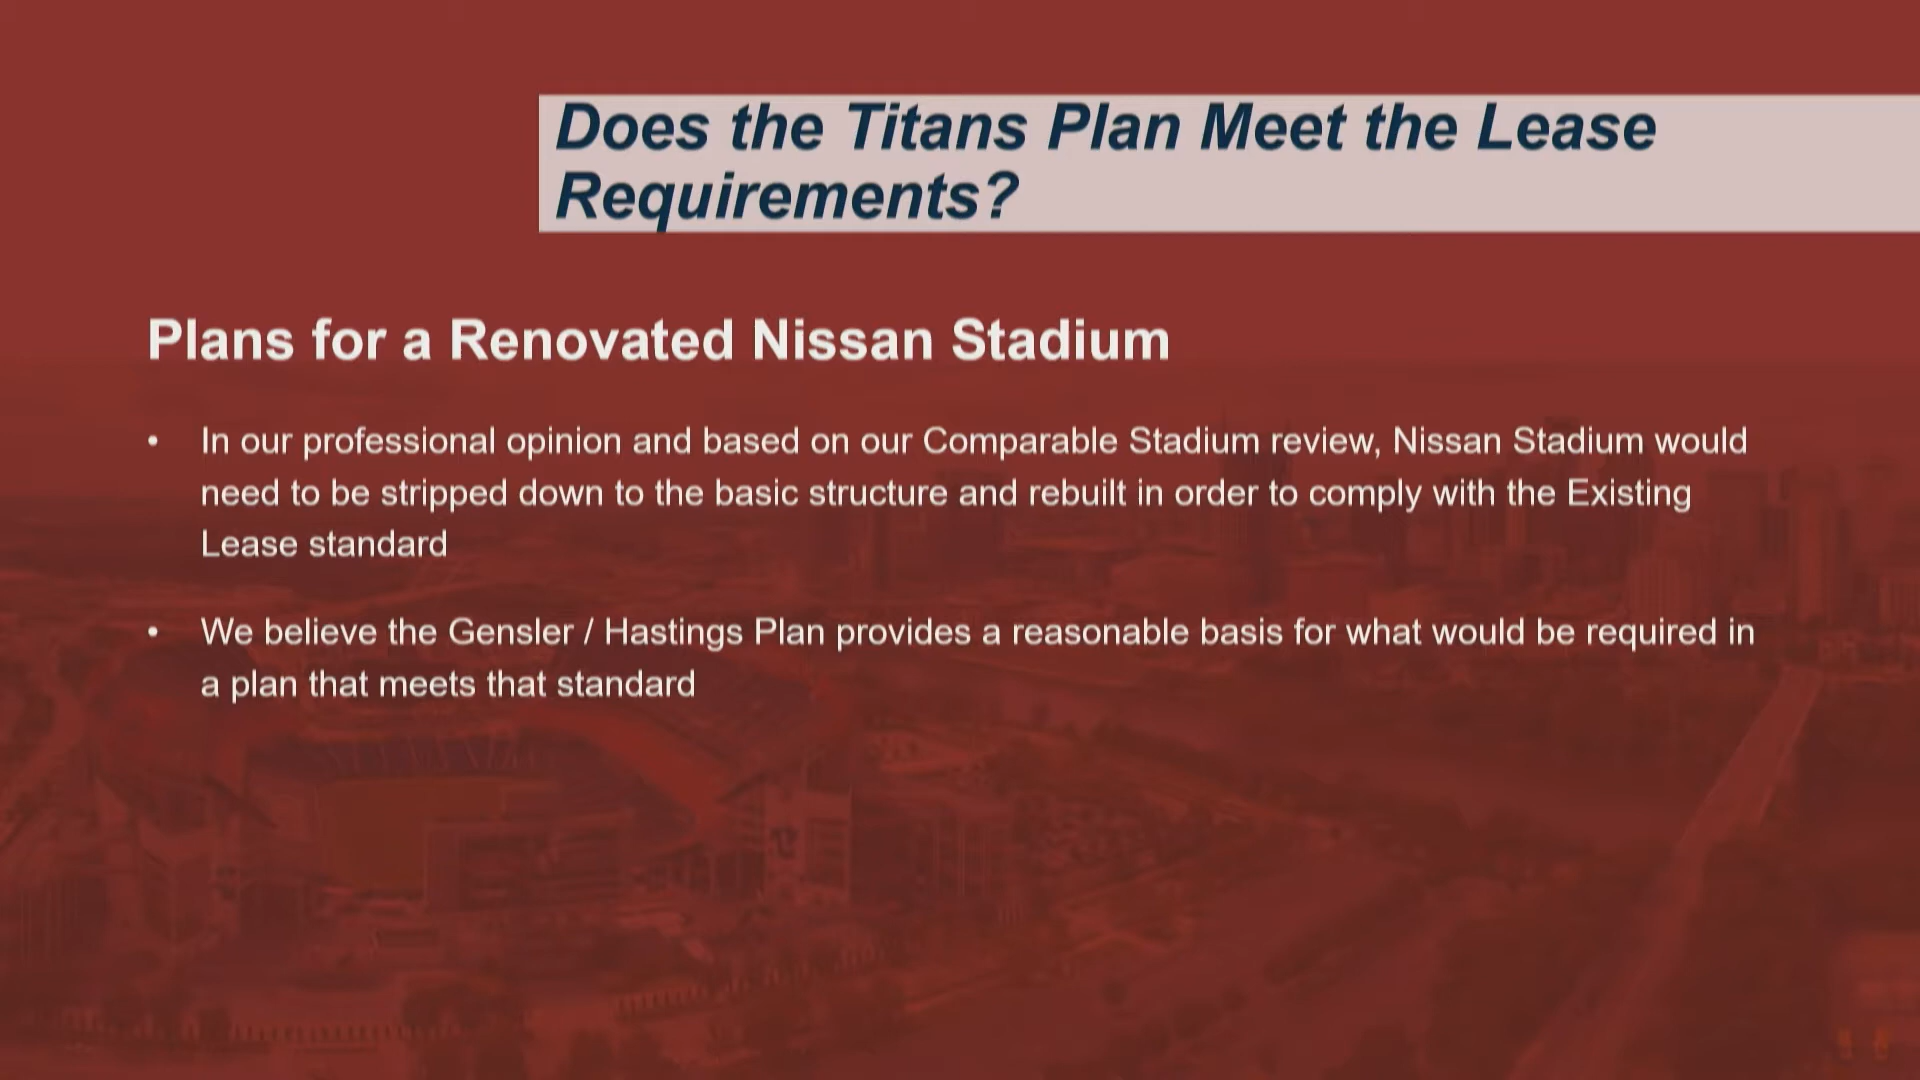 Does the Titans Plan Meet the Lease
Requirements?
Plans for a Renovated Nissan Stadium
• In our professional opinion and based on our Comparable Stadium review, Nissan Stadium would
need to be stripped down to the basic structure and rebuilt in order to comply with the Existing
Lease standard
• We believe the Gensler / Hastings Plan provides a reasonable basis for what would be required in
a plan that meets that standard